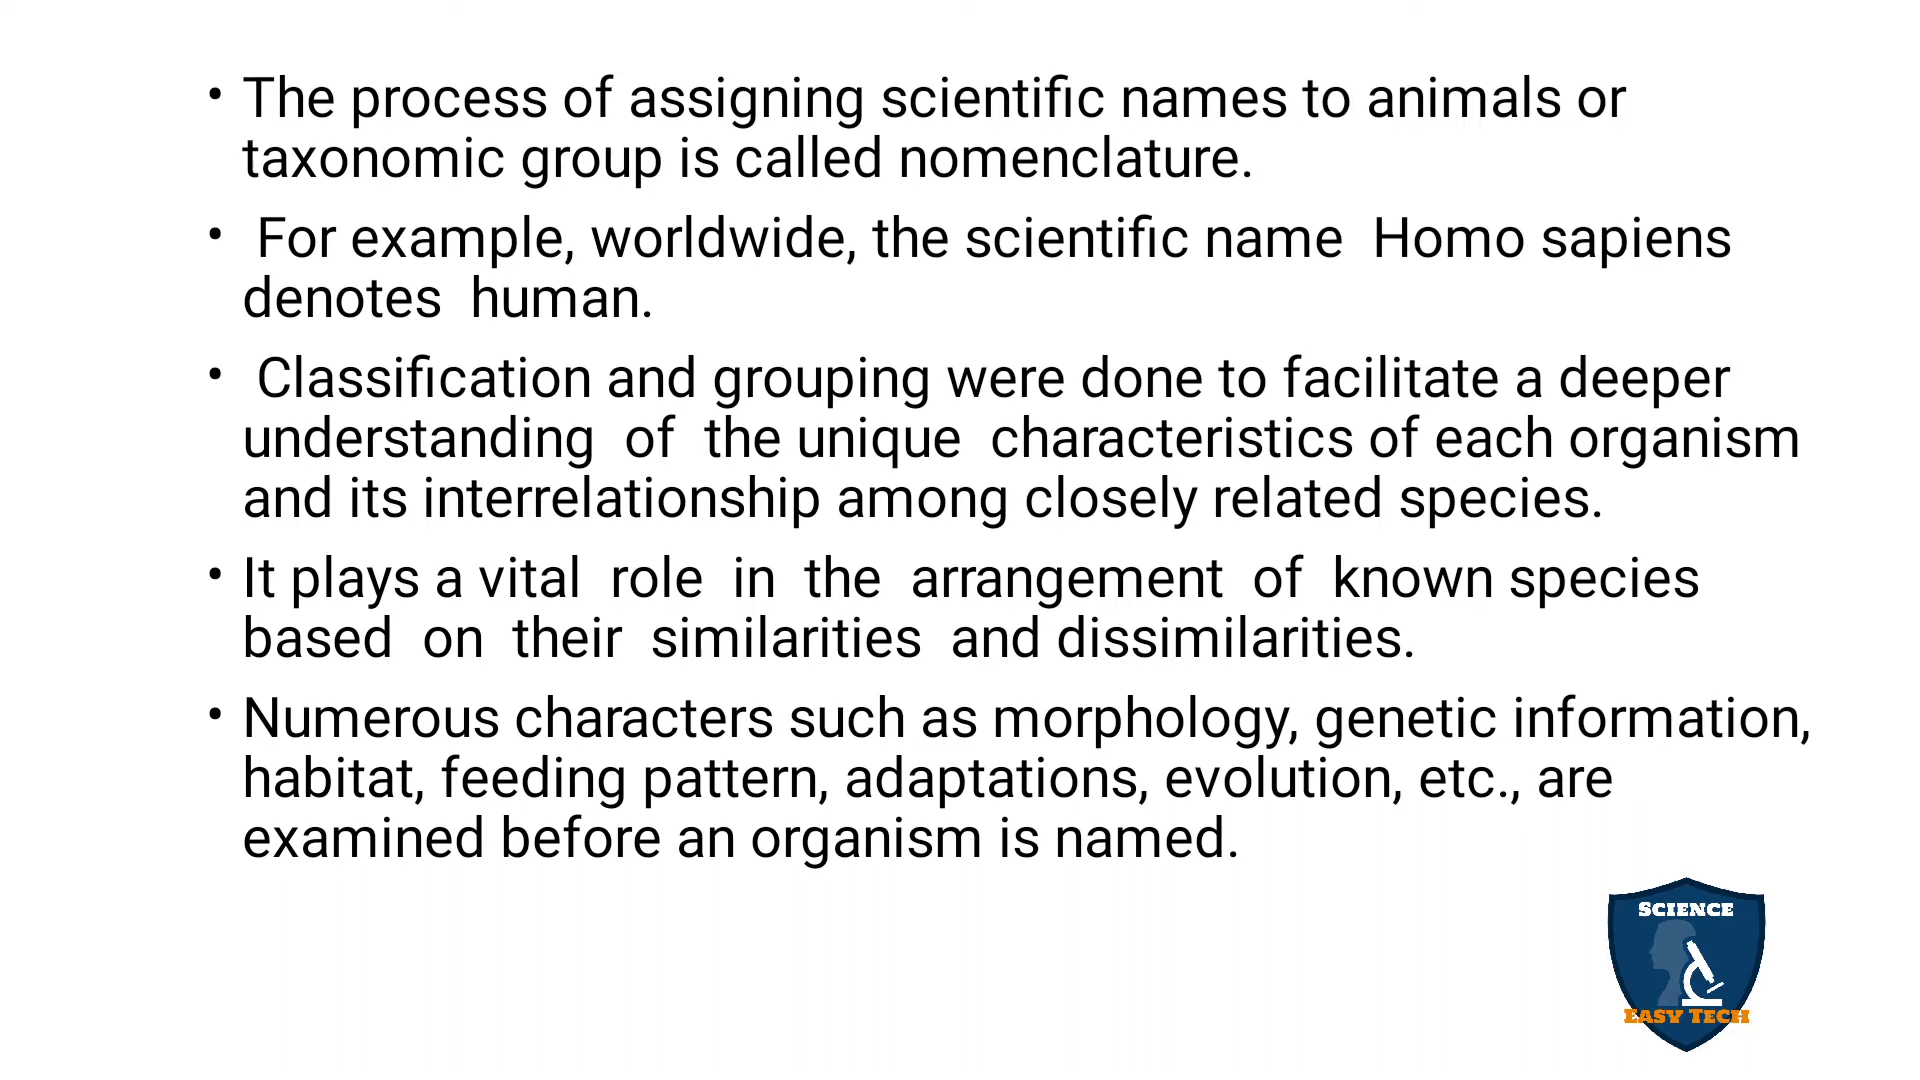 • The process of assigning scientific names to animals or
taxonomic group is called nomenclature.
• For example, worldwide, the scientific name  Homo sapiens
denotes  human.
• Classification and grouping were done to facilitate a deeper
understanding  of  the unique  characteristics of each organism
and its interrelationship among closely related species.
• It plays a vital  role  in  the  arrangement  of  known species
based  on  their  similarities  and dissimilarities.
• Numerous characters such as morphology, genetic information,
habitat, feeding pattern, adaptations, evolution, etc., are
examined before an organism is named.
SCIENCE
EASY TECH